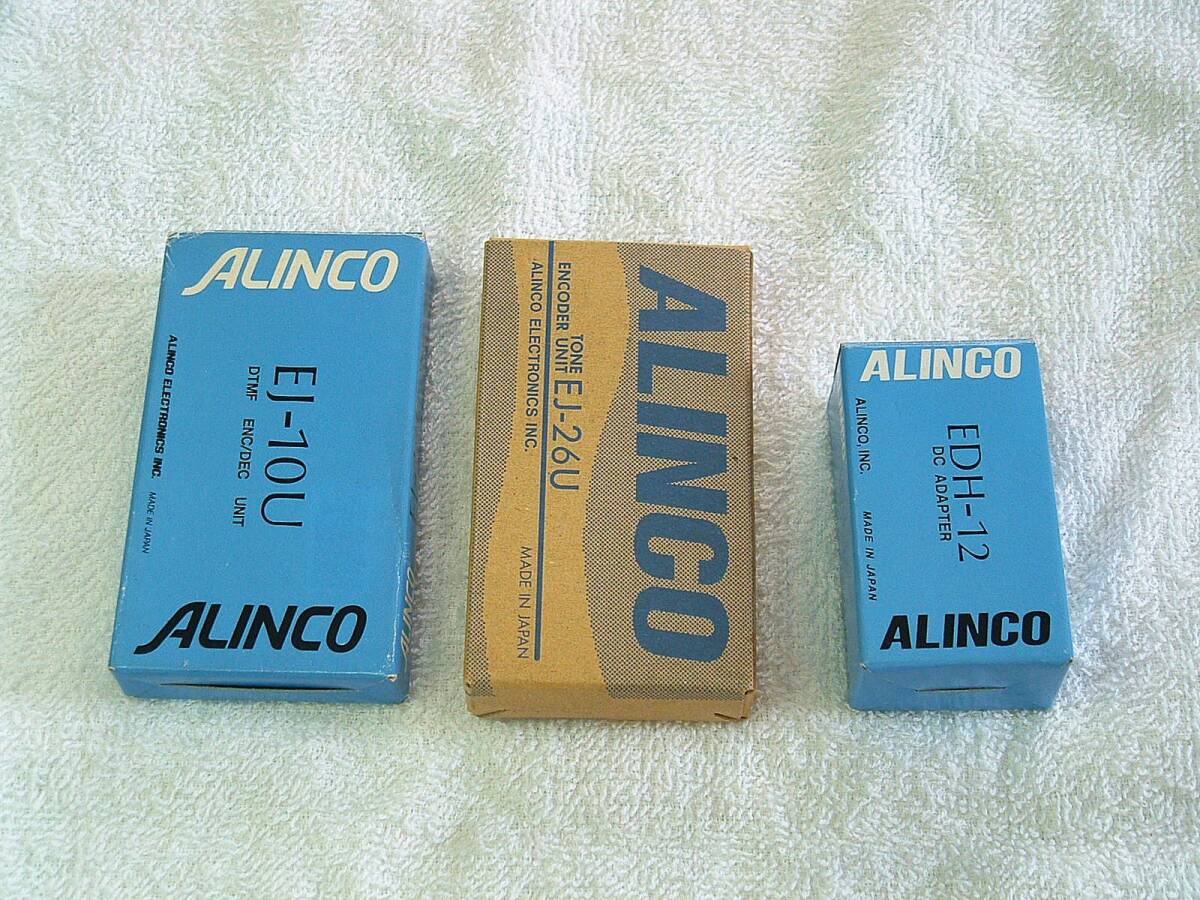 ALINCO
EJ-10U
DTMF ENC/DEC UNIT
ALINCO ELECTRONICS INC. MADE IN JAPAN
ALINCO
ALINCO
TONE
ENCODER UNIT EJ-26U
ALINCO ELECTRONICS INC. MADE IN JAPAN
ALINCO
EDH-12
DC ADAPTER
ALINCO, INC. MADE IN JAPAN
ALINCO